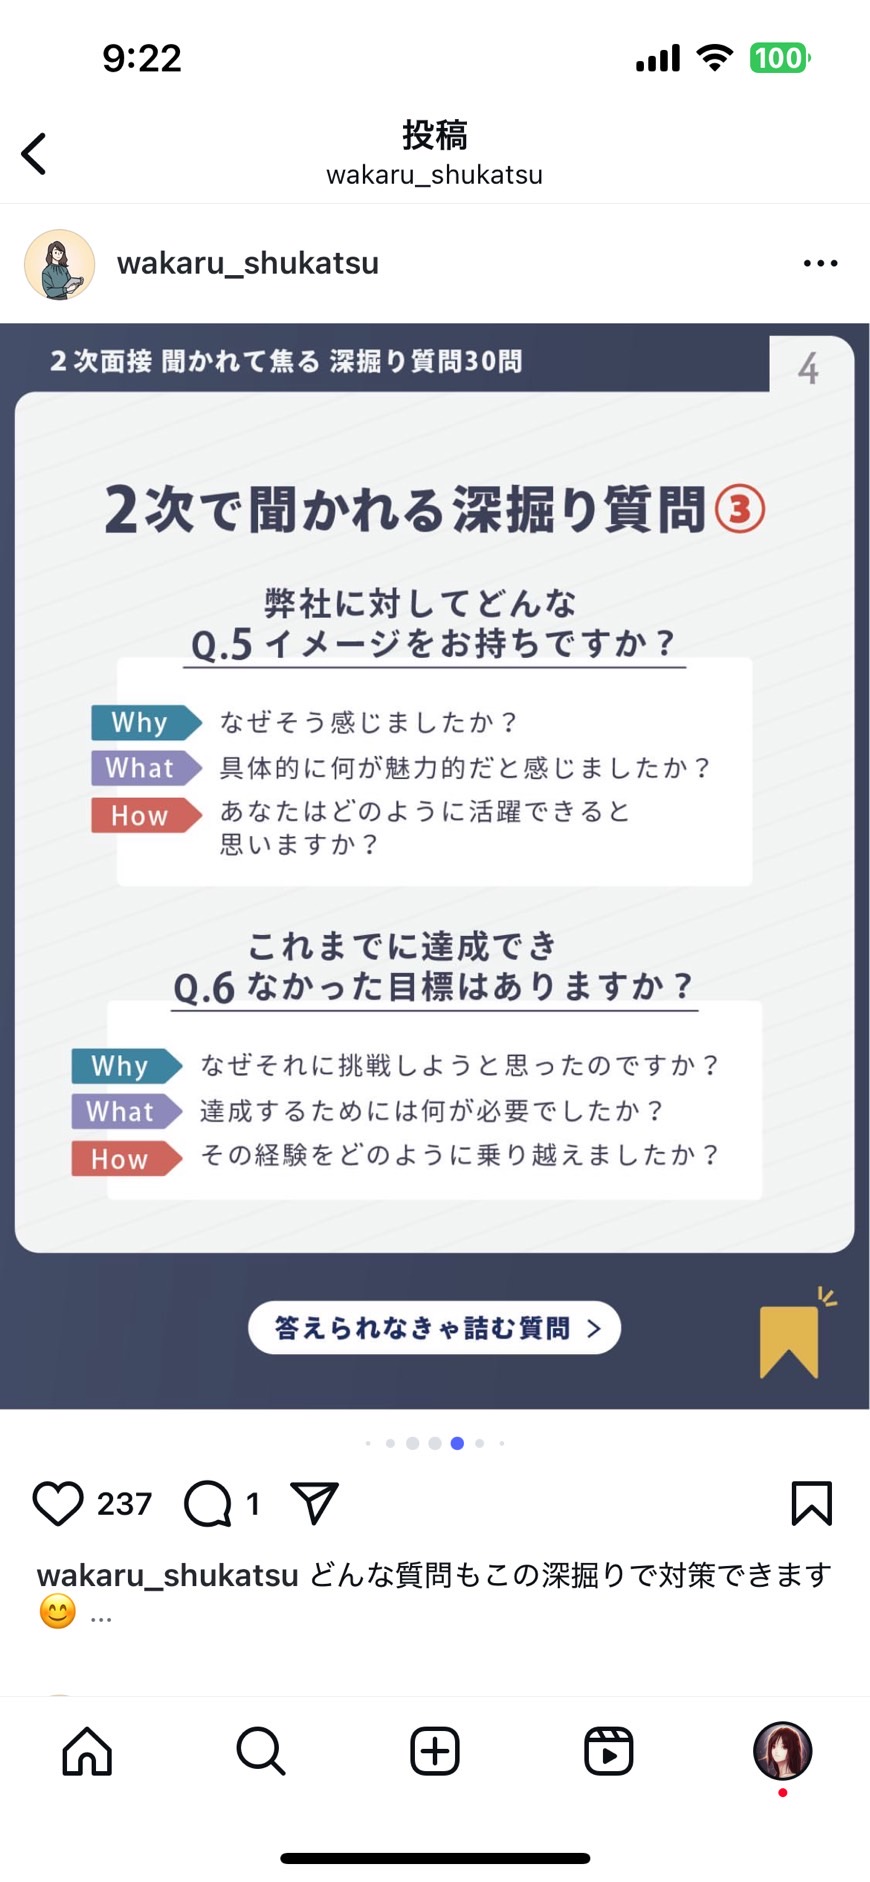 9:22
100
投稿
wakaru_shukatsu
wakaru_shukatsu
2次面接 聞かれて焦る 深掘り質問30問
4
2次で聞かれる深掘り質問③
弊社に対してどんな
Q.5 イメージをお持ちですか？
Why なぜそう感じましたか？
What 具体的に何が魅力的だと感じましたか？
How あなたはどのように活躍できると
思いますか？
これまでに達成でき
Q.6 なかった目標はありますか？
Why なぜそれに挑戦しようと思ったのですか？
What 達成するためには何が必要でしたか？
How その経験をどのように乗り越えましたか？
答えられなきゃ詰む質問 >
237 1
wakaru_shukatsu どんな質問もこの深掘りで対策できます
😊 ...